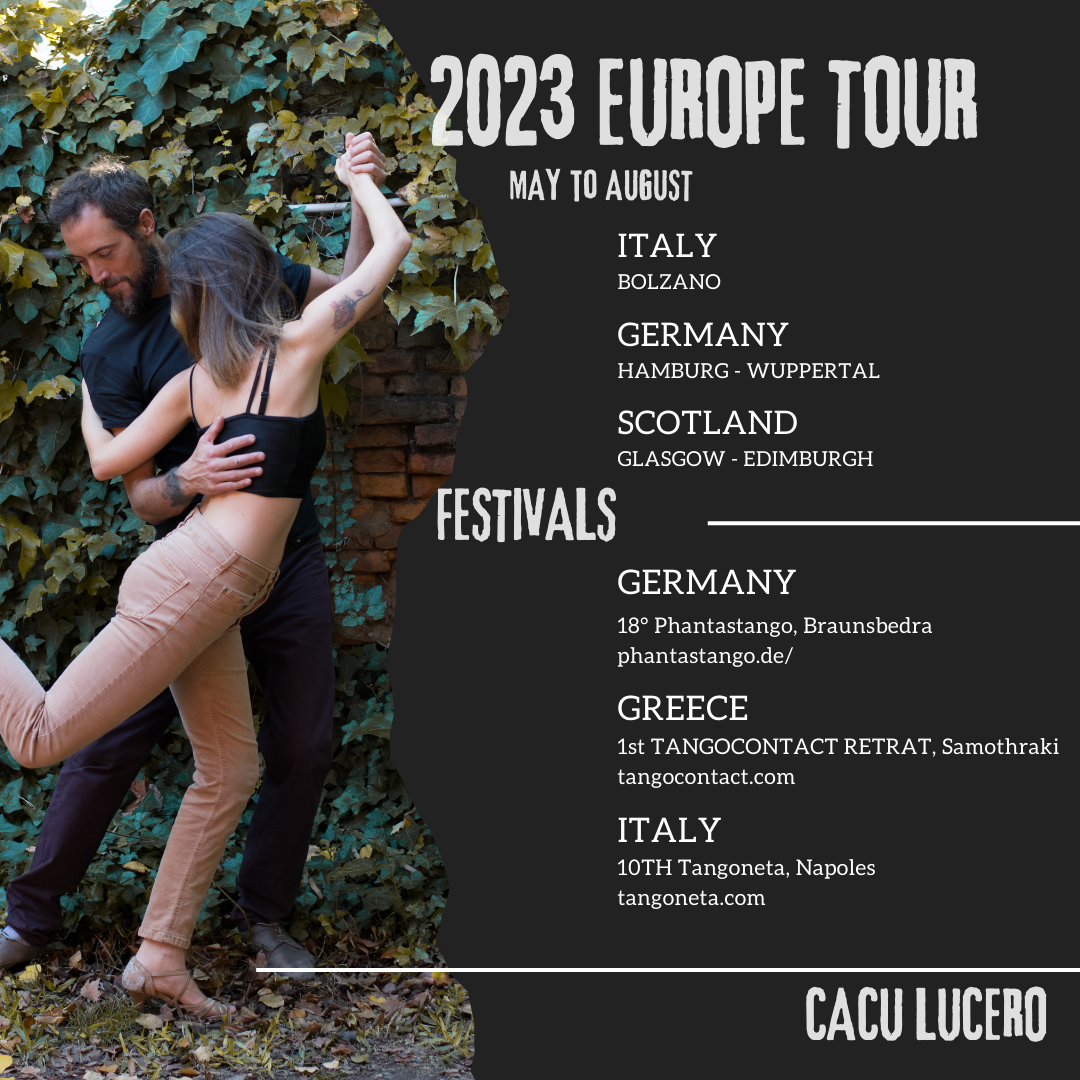 2023 EUROPE TOUR
MAY TO AUGUST
ITALY
BOLZANO
GERMANY
HAMBURG - WUPPERTAL
SCOTLAND
GLASGOW - EDIMBURGH
FESTIVALS
GERMANY
18° Phantastango, Braunsbedra
phantastango.de/
GREECE
1st TANGOCONTACT RETRAT, Samothraki
tangocontact.com
ITALY
10TH Tangoneta, Napoles
tangoneta.com
CACU LUCERO